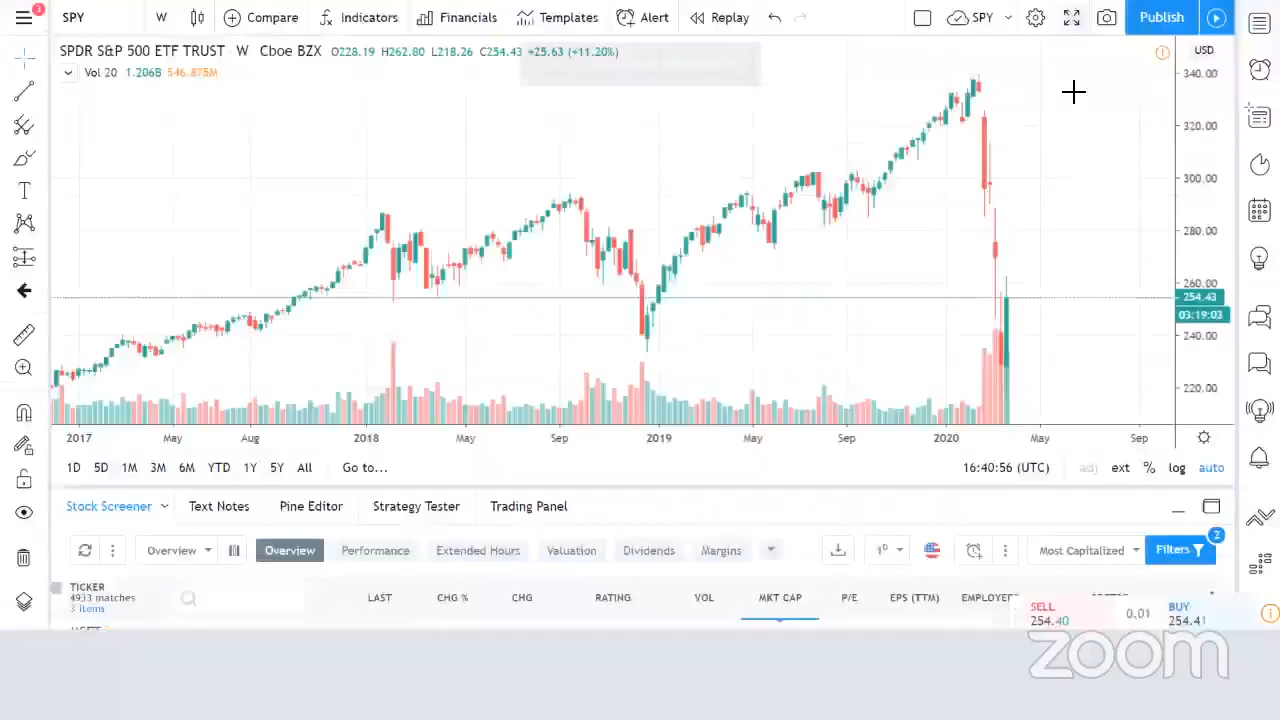 3
SPY W Compare Indicators Financials Templates Alert Replay SPY Publish
SPDR S&P 500 ETF TRUST W Cboe BZX O228.19 H262.80 L218.26 C254.43 +25.63 (+11.20%)
USD
Vol 20 1.206B 546.875M
340.00
320.00
300.00
280.00
260.00
254.43
03:19:03
240.00
220.00
2017 May Aug 2018 May Sep 2019 May Sep 2020 May Sep
1D 5D 1M 3M 6M YTD 1Y 5Y All Go to... 16:40:56 (UTC) adj ext % log auto
Stock Screener Text Notes Pine Editor Strategy Tester Trading Panel
2
Overview Overview Performance Extended Hours Valuation Dividends Margins Most Capitalized Filters
TICKER
4933 matches
3 items
LAST CHG % CHG RATING VOL MKT CAP P/E EPS (TTM) EMPLOYEES
SELL 0.01 BUY
254.40 254.41
zoom